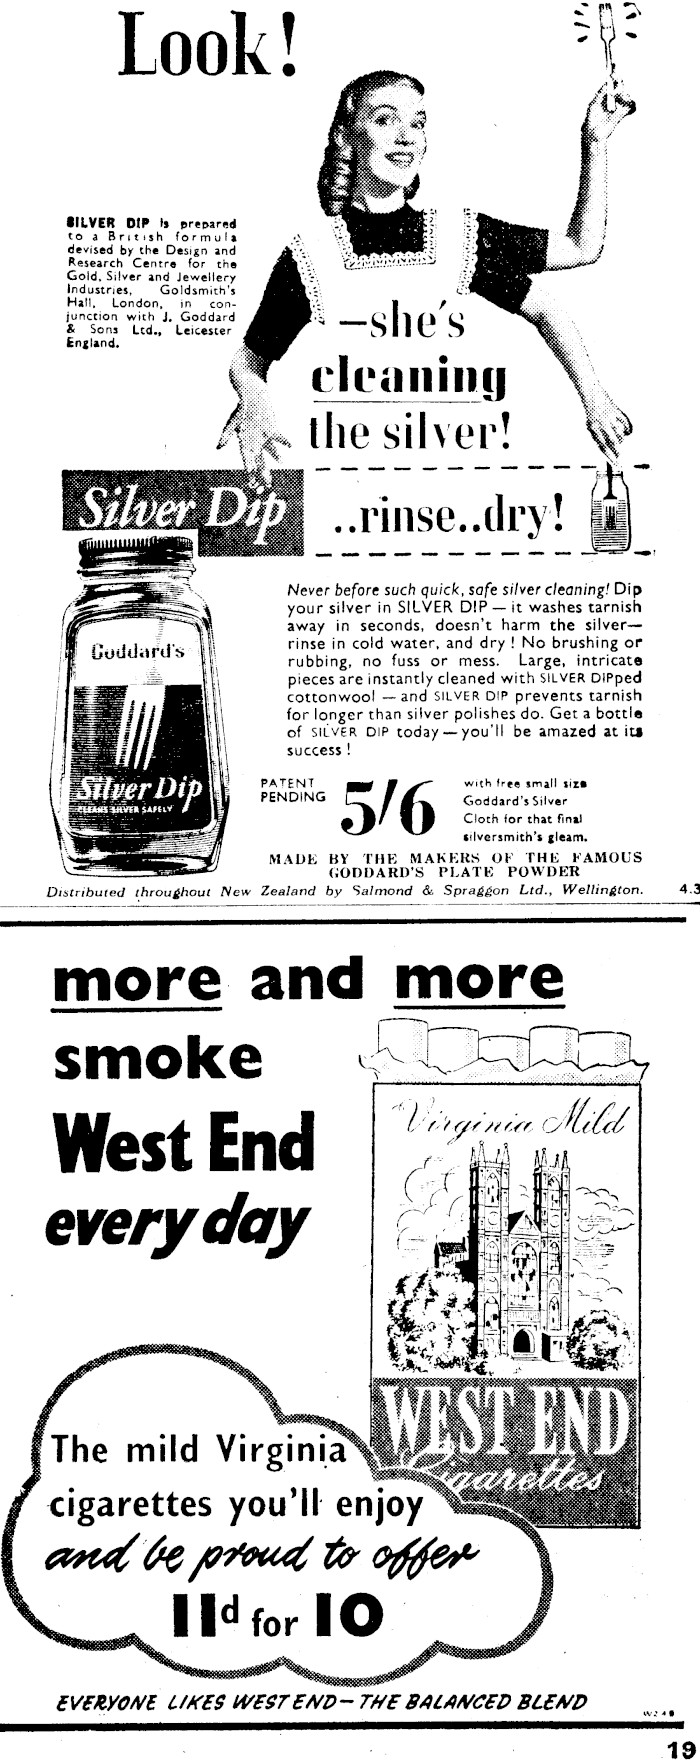 Look!
SILVER DIP is prepared
to a British formula
devised by the Design and
Research Centre for the
Gold, Silver and Jewellery
Industries, Goldsmith's
Hall, London, in con-
junction with J. Goddard
& Sons Ltd., Leicester
England.
—she's
cleaning
the silver!
Silver Dip
..rinse..dry!
Goddard's
Silver Dip
CLEANS SILVER SAFELY
Never before such quick, safe silver cleaning! Dip
your silver in SILVER DIP — it washes tarnish
away in seconds, doesn't harm the silver—
rinse in cold water, and dry! No brushing or
rubbing, no fuss or mess. Large, intricate
pieces are instantly cleaned with SILVER DIPped
cottonwool — and SILVER DIP prevents tarnish
for longer than silver polishes do. Get a bottle
of SILVER DIP today — you'll be amazed at its
success!
PATENT
PENDING
5/6
with free small size
Goddard's Silver
Cloth for that final
silversmith's gleam.
MADE BY THE MAKERS OF THE FAMOUS
GODDARD'S PLATE POWDER
Distributed throughout New Zealand by Salmond & Spraggon Ltd., Wellington.
4.3
more and more
smoke
West End
every day
Virginia Mild
WEST END
Cigarettes
The mild Virginia
cigarettes you'll enjoy
and be proud to offer
11d for 10
EVERYONE LIKES WEST END — THE BALANCED BLEND
19